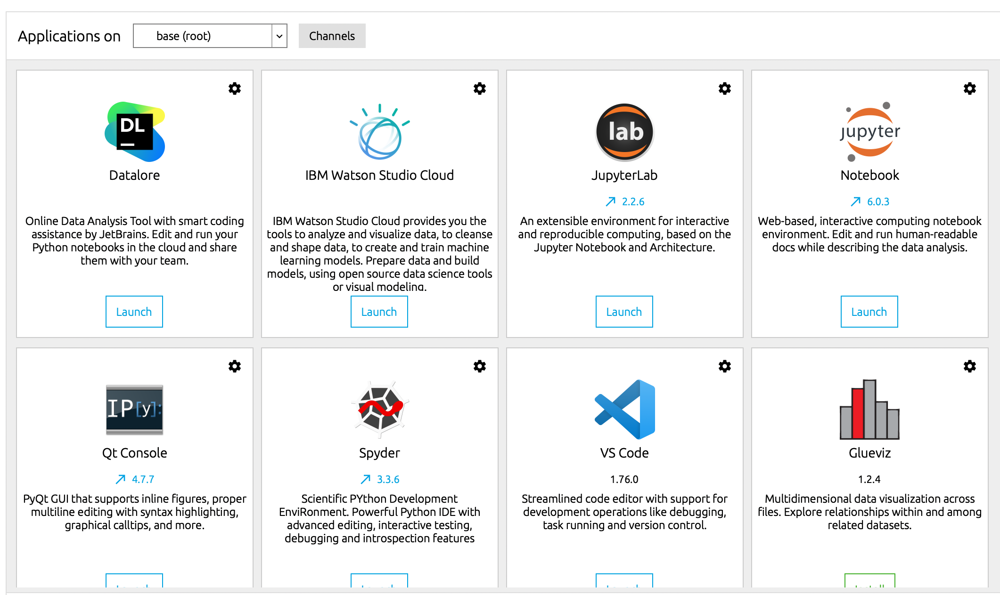 Applications on
base (root)
Channels
DL
Datalore
Online Data Analysis Tool with smart coding
assistance by JetBrains. Edit and run your
Python notebooks in the cloud and share
them with your team.
Launch
IBM Watson Studio Cloud
IBM Watson Studio Cloud provides you the
tools to analyze and visualize data, to cleanse
and shape data, to create and train machine
learning models. Prepare data and build
models, using open source data science tools
or visual modeling.
Launch
lab
JupyterLab
2.2.6
An extensible environment for interactive
and reproducible computing, based on the
Jupyter Notebook and Architecture.
Launch
jupyter
Notebook
6.0.3
Web-based, interactive computing notebook
environment. Edit and run human-readable
docs while describing the data analysis.
Launch
IP[y]:
Qt Console
4.7.7
PyQt GUI that supports inline figures, proper
multiline editing with syntax highlighting,
graphical calltips, and more.
Launch
Spyder
3.3.6
Scientific PYthon Development
EnviRonment. Powerful Python IDE with
advanced editing, interactive testing,
debugging and introspection features
Launch
VS Code
1.76.0
Streamlined code editor with support for
development operations like debugging,
task running and version control.
Launch
Glueviz
1.2.4
Multidimensional data visualization across
files. Explore relationships within and among
related datasets.
Install